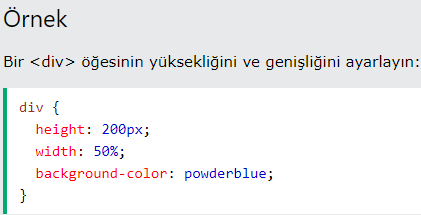 Örnek
Bir <div> öğesinin yüksekliğini ve genişliğini ayarlayın:
div {
  height: 200px;
  width: 50%;
  background-color: powderblue;
}